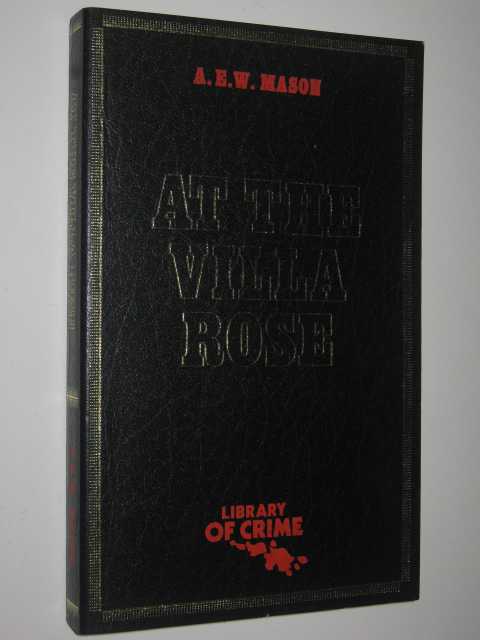 A.E.W. MASON
AT THE
VILLA
ROSE
LIBRARY
OF CRIME